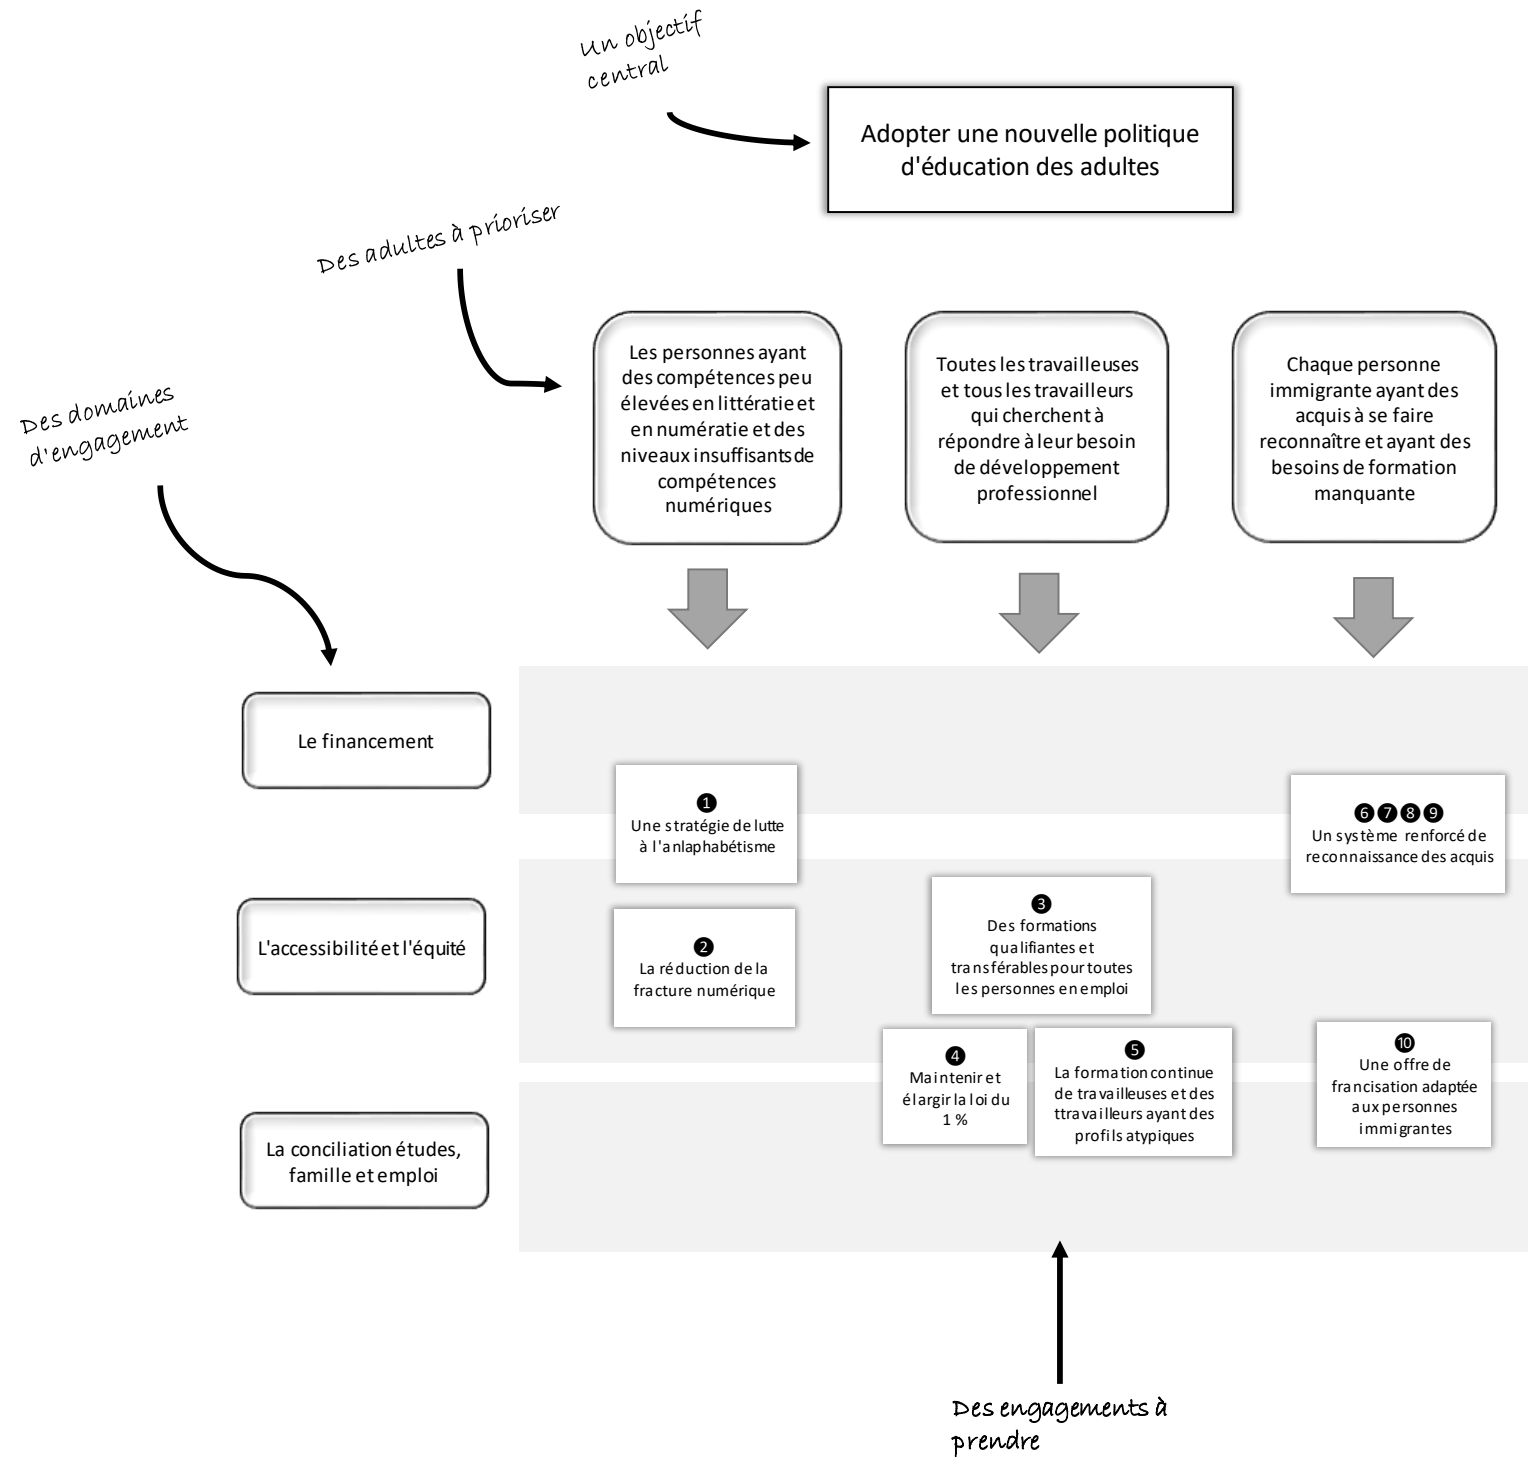 Un objectif
central
Adopter une nouvelle politique
d'éducation des adultes
Des adultes à prioriser
Les personnes ayant
des compétences peu
élevées en littératie et
en numératie et des
niveaux insuffisants de
compétences
numériques
Toutes les travailleuses
et tous les travailleurs
qui cherchent à
répondre à leur besoin
de développement
professionnel
Chaque personne
immigrante ayant des
acquis à se faire
reconnaître et ayant des
besoins de formation
manquante
Des domaines
d'engagement
Le financement
❶
Une stratégie de lutte
à l'anlaphabétisme
❻❼❽❾
Un système renforcé de
reconnaissance des acquis
L'accessibilité et l'équité
❷
La réduction de la
fracture numérique
❸
Des formations
qualifiantes et
transférables pour toutes
les personnes en emploi
❹
Maintenir et
élargir la loi du
1 %
❺
La formation continue
de travailleuses et des
ttravailleurs ayant des
profils atypiques
❿
Une offre de
francisation adaptée
aux personnes
immigrantes
La conciliation études,
famille et emploi
Des engagements à
prendre